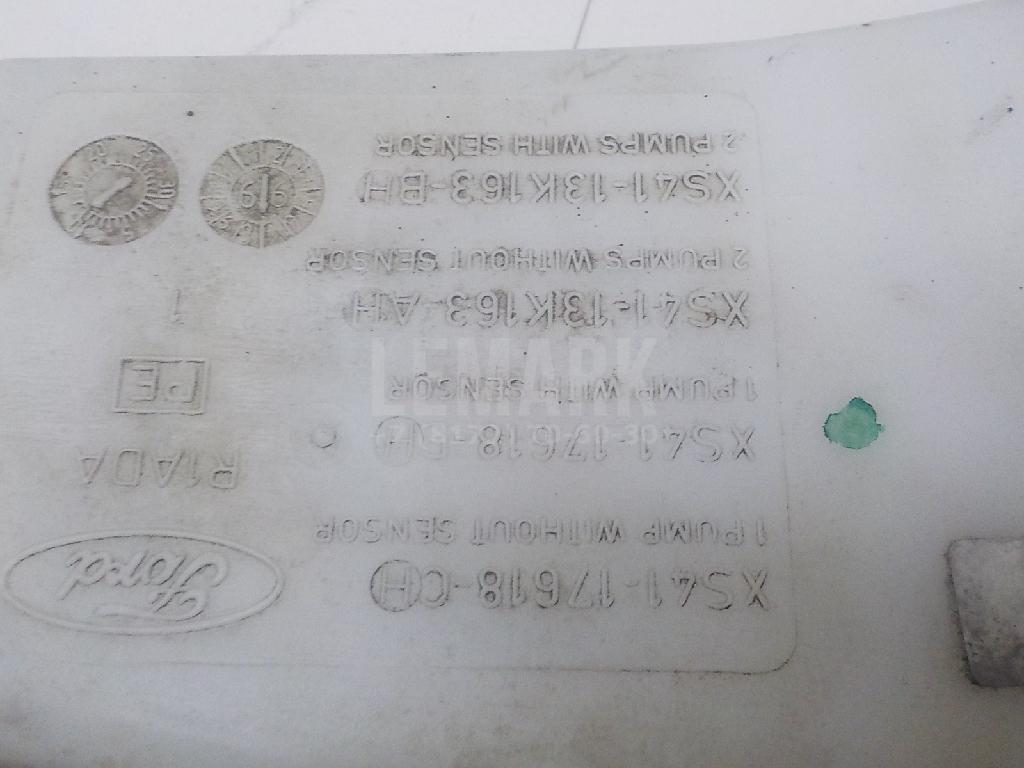 XS41-17618-CH
1 PUMP WITHOUT SENSOR
XS41-17618-DH
1 PUMP WITH SENSOR
XS41-13K163-AH
2 PUMPS WITHOUT SENSOR
XS41-13K163-BH
2 PUMPS WITH SENSOR
Ford
R1ADA
PE
1
LEMARK